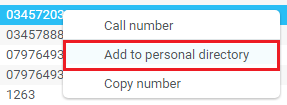 03457203
Call number
03457888
07976493
Add to personal directory
07976493
Copy number
1263